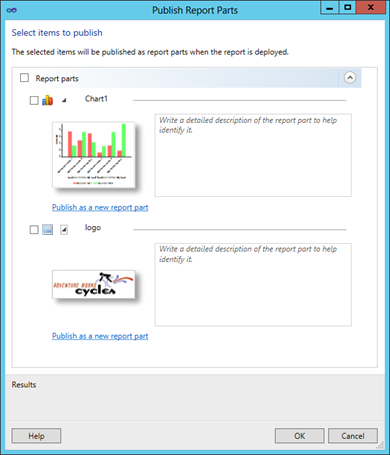 Publish Report Parts
Select items to publish
The selected items will be published as report parts when the report is deployed.
Report parts
Chart1
Write a detailed description of the report part to help
identify it.
Publish as a new report part
logo
Write a detailed description of the report part to help
identify it.
ADVENTURE WORKS
cycles
Publish as a new report part
Results
Help
OK
Cancel